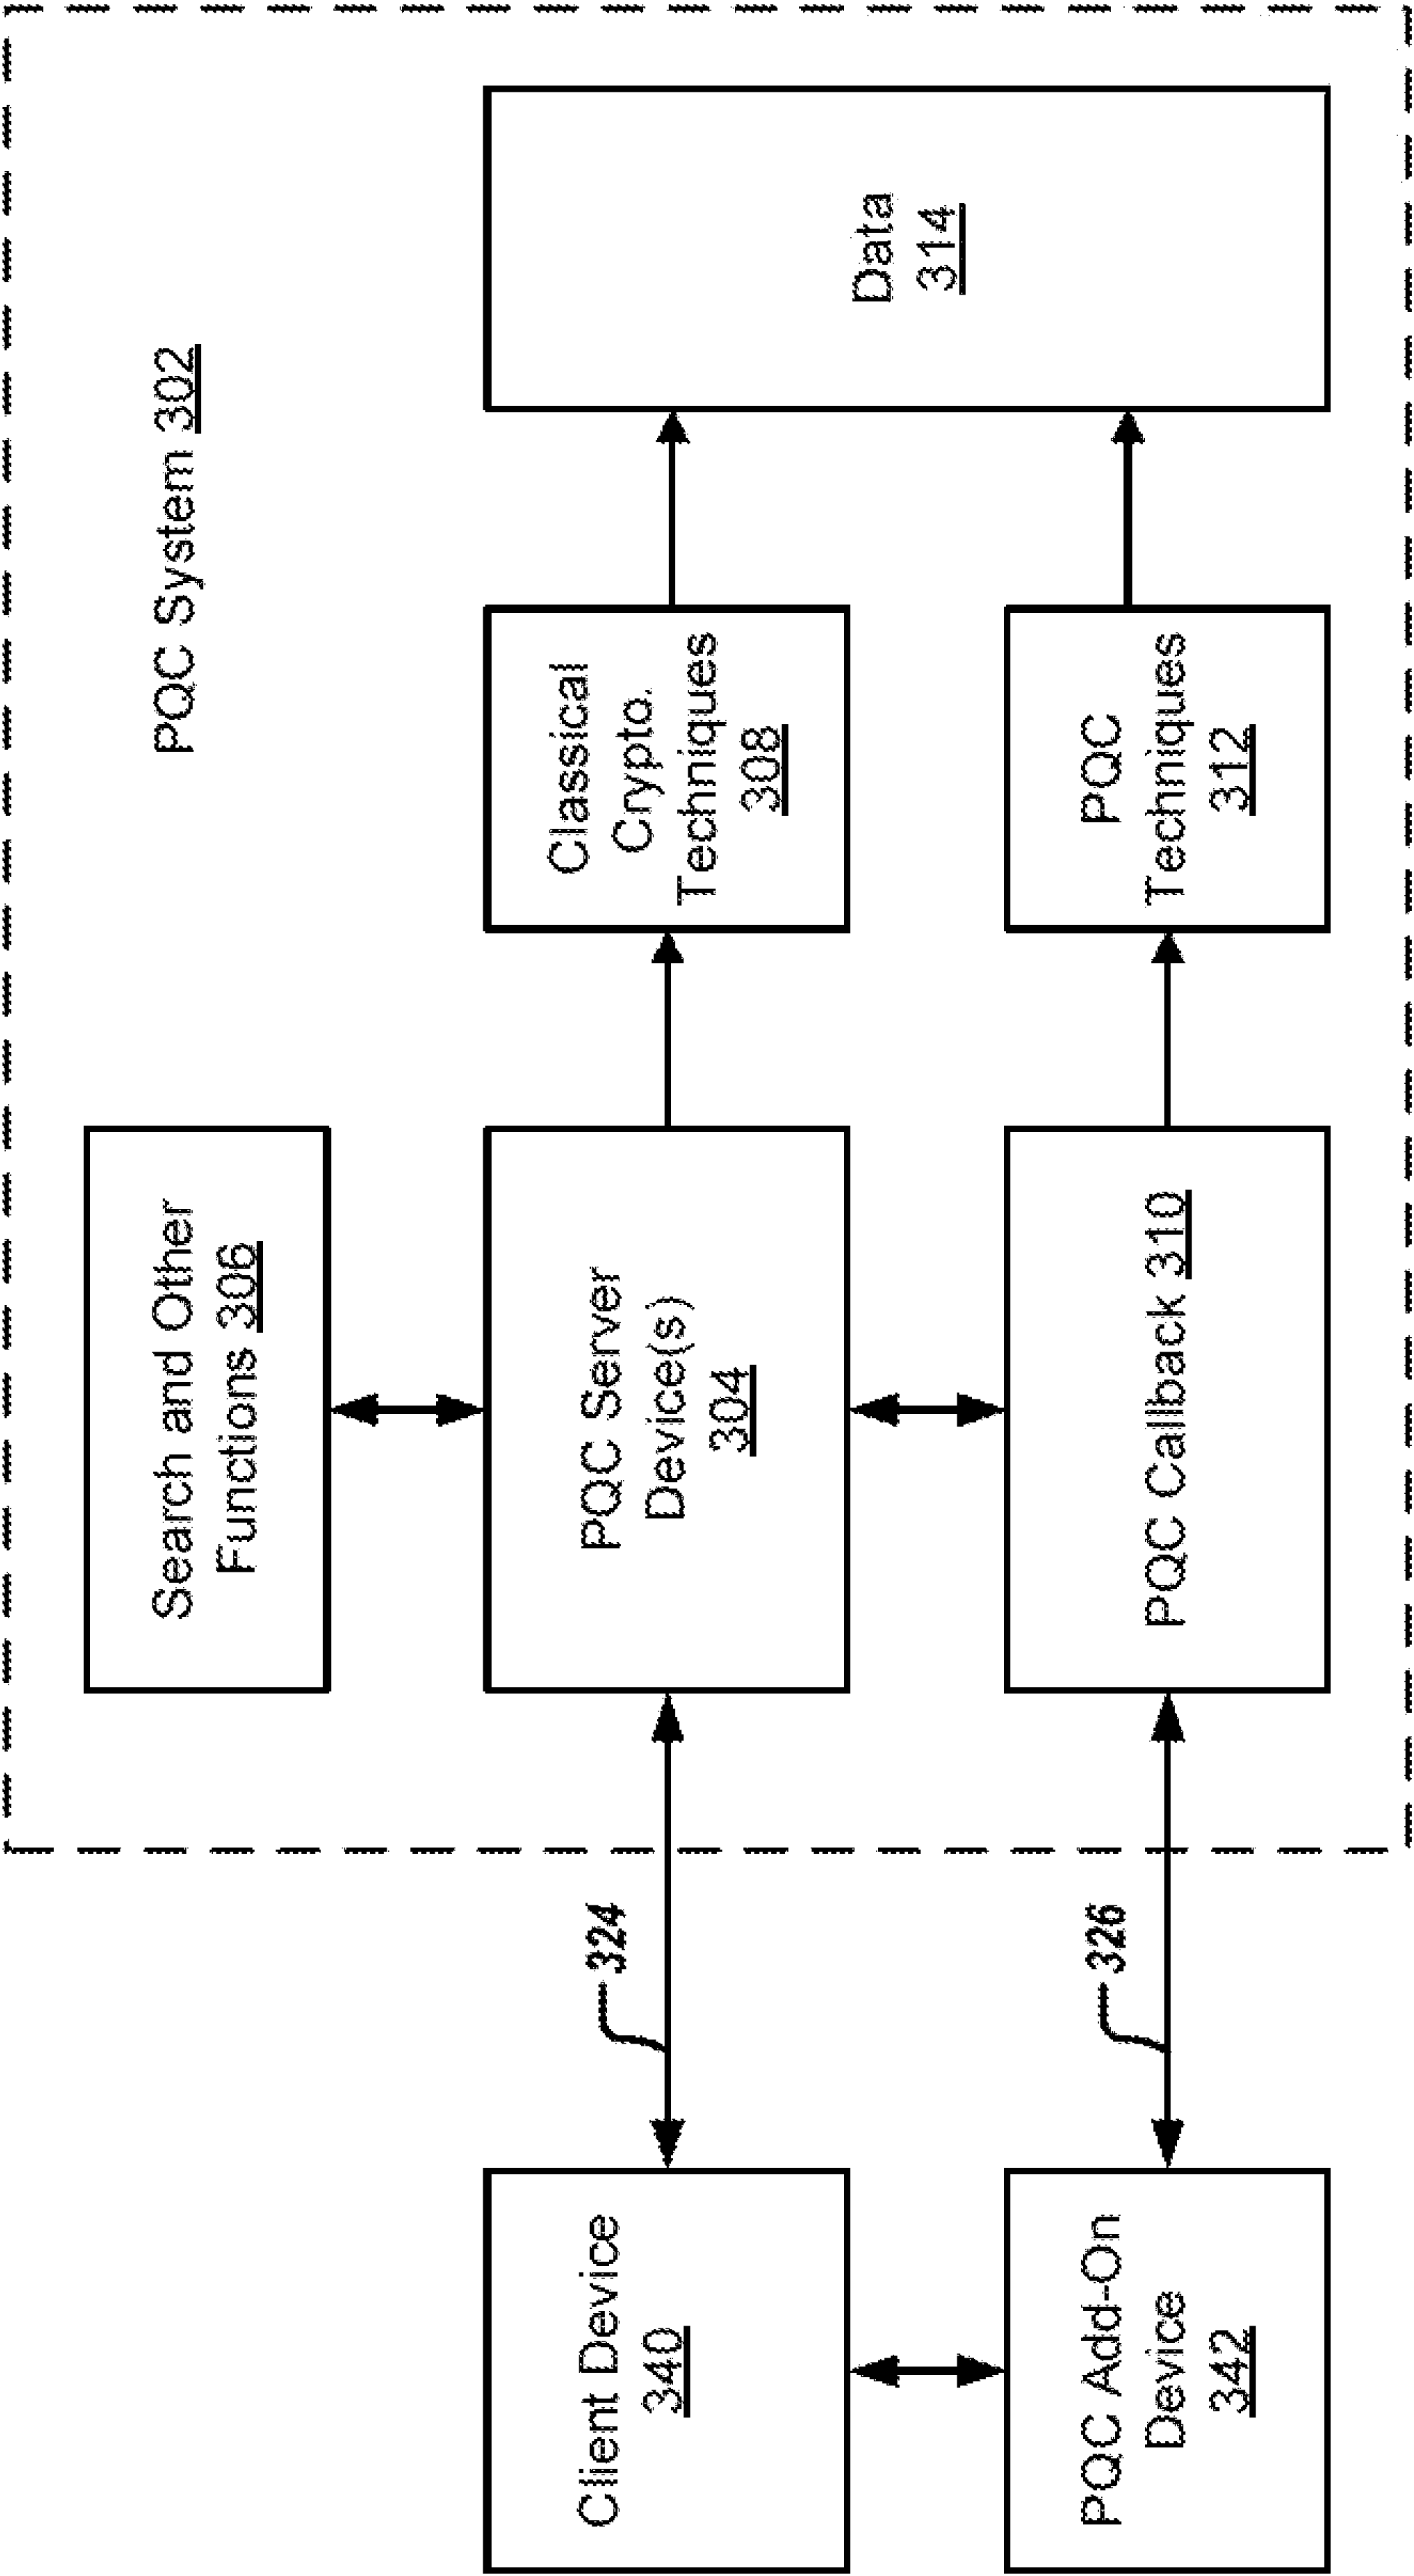 PQC System 302
Search and Other
Functions 306
Client Device
340
324
PQC Server
Device(s)
304
Classical
Crypto.
Techniques
308
Data
314
PQC Add-On
Device
342
326
PQC Callback 310
PQC
Techniques
312